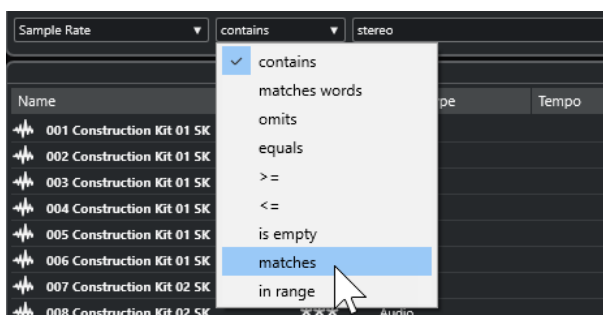 Sample Rate ▼ contains ▼ stereo
✓ contains
matches words
omits
equals
>=
<=
is empty
matches
in range
Name Tempo
001 Construction Kit 01 SK
002 Construction Kit 01 SK
003 Construction Kit 01 SK
004 Construction Kit 01 SK
005 Construction Kit 01 SK
006 Construction Kit 01 SK
007 Construction Kit 02 SK
008 Construction Kit 02 SK ★★★ Audio